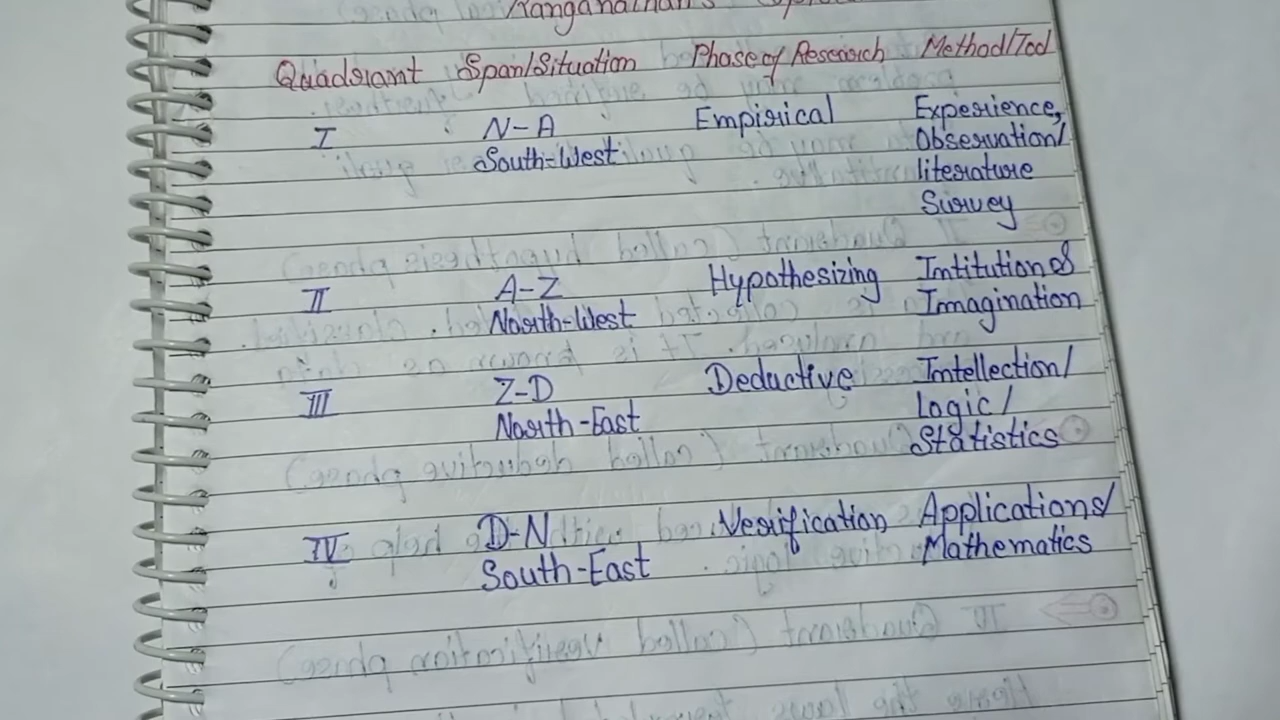 Ranganathan's
Quadrant Span/Situation Phase of Research Method/Tool
I N-A Empirical Experience,
South-West Observation/
literature
Survey
II A-Z Hypothesizing Intitution &
North-West Imagination
III Z-D Deductive Intellection/
North-East Logic/
Statistics
IV D-N Verification Applications/
South-East Mathematics